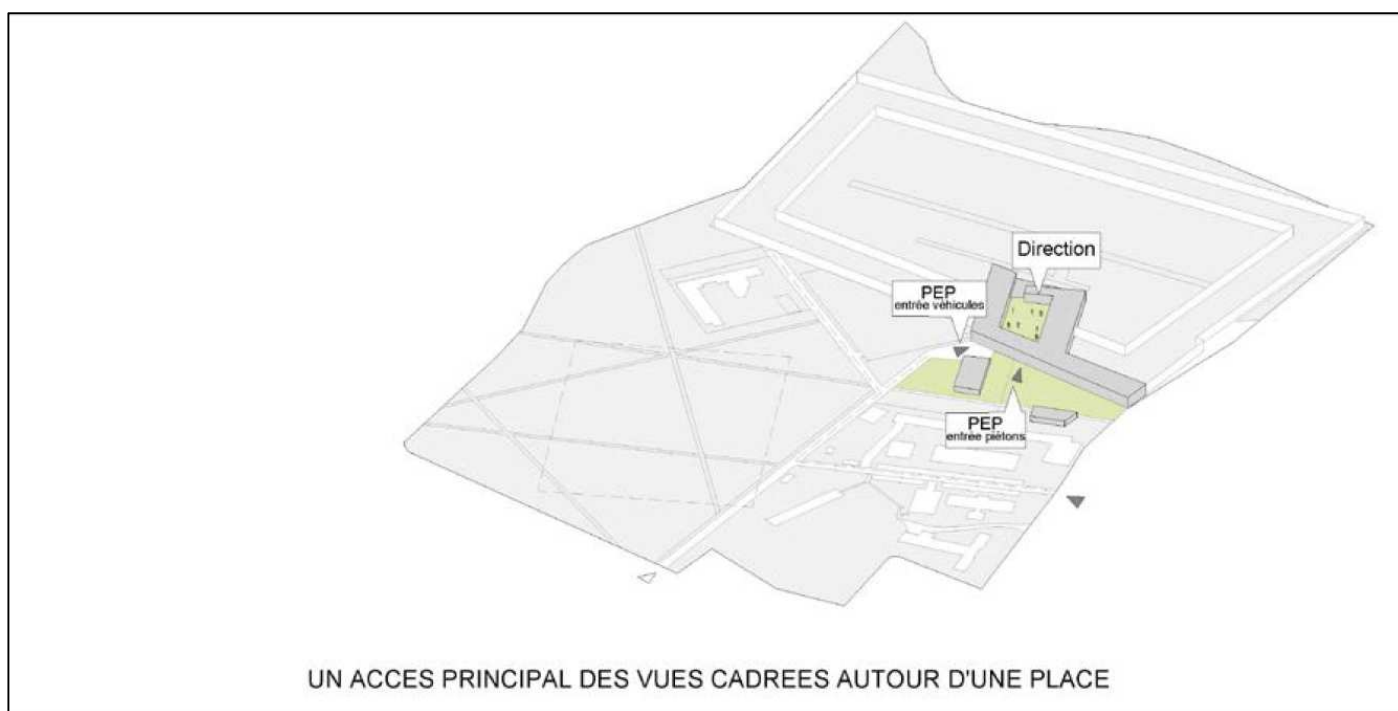 Direction
PEP
entrée véhicules
PEP
entrée piétons
UN ACCES PRINCIPAL DES VUES CADREES AUTOUR D'UNE PLACE